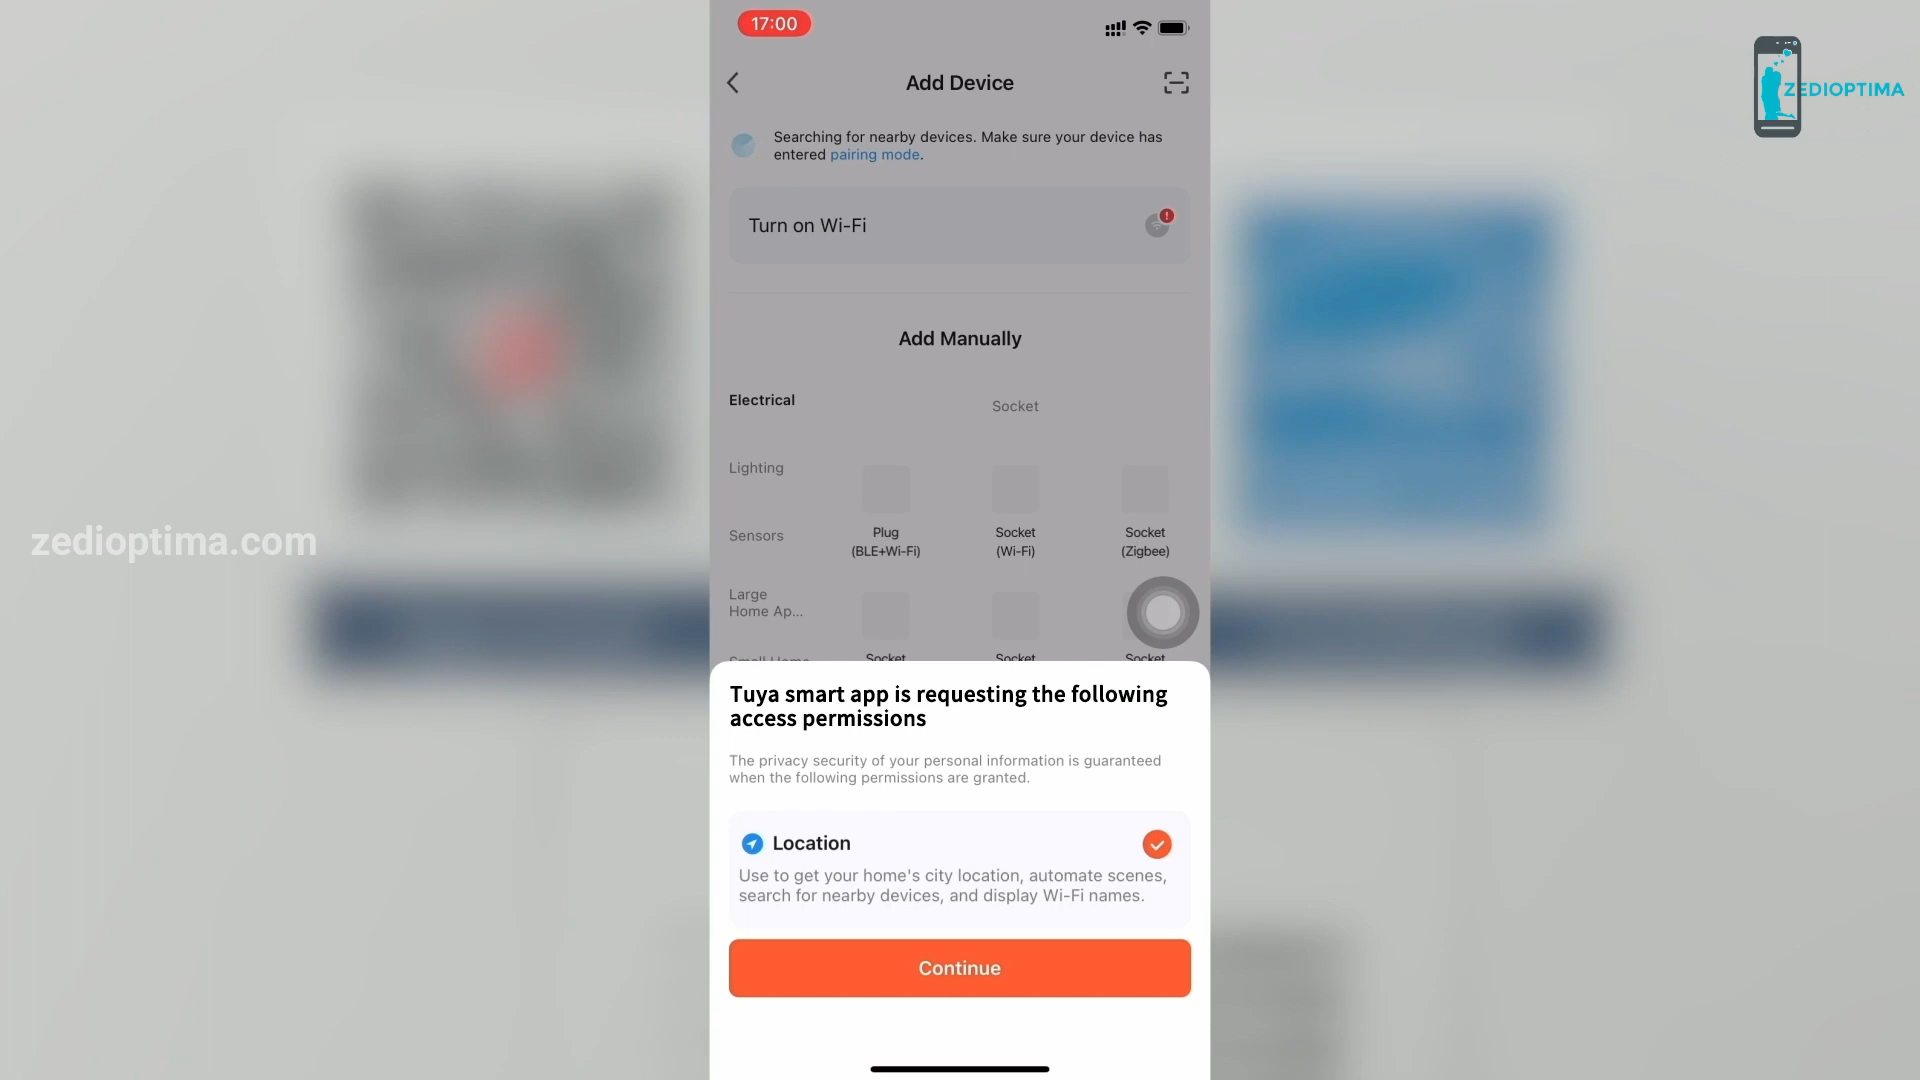 17:00
Add Device
ZEDIOPTIMA
Searching for nearby devices. Make sure your device has
entered pairing mode.
Turn on Wi-Fi
Add Manually
Electrical
Socket
Lighting
Sensors
Plug
(BLE+Wi-Fi)
Socket
(Wi-Fi)
Socket
(Zigbee)
zedioptima.com
Large
Home Ap...
Small Home
Socket
Socket
Socket
Tuya smart app is requesting the following
access permissions
The privacy security of your personal information is guaranteed
when the following permissions are granted.
Location
Use to get your home's city location, automate scenes,
search for nearby devices, and display Wi-Fi names.
Continue